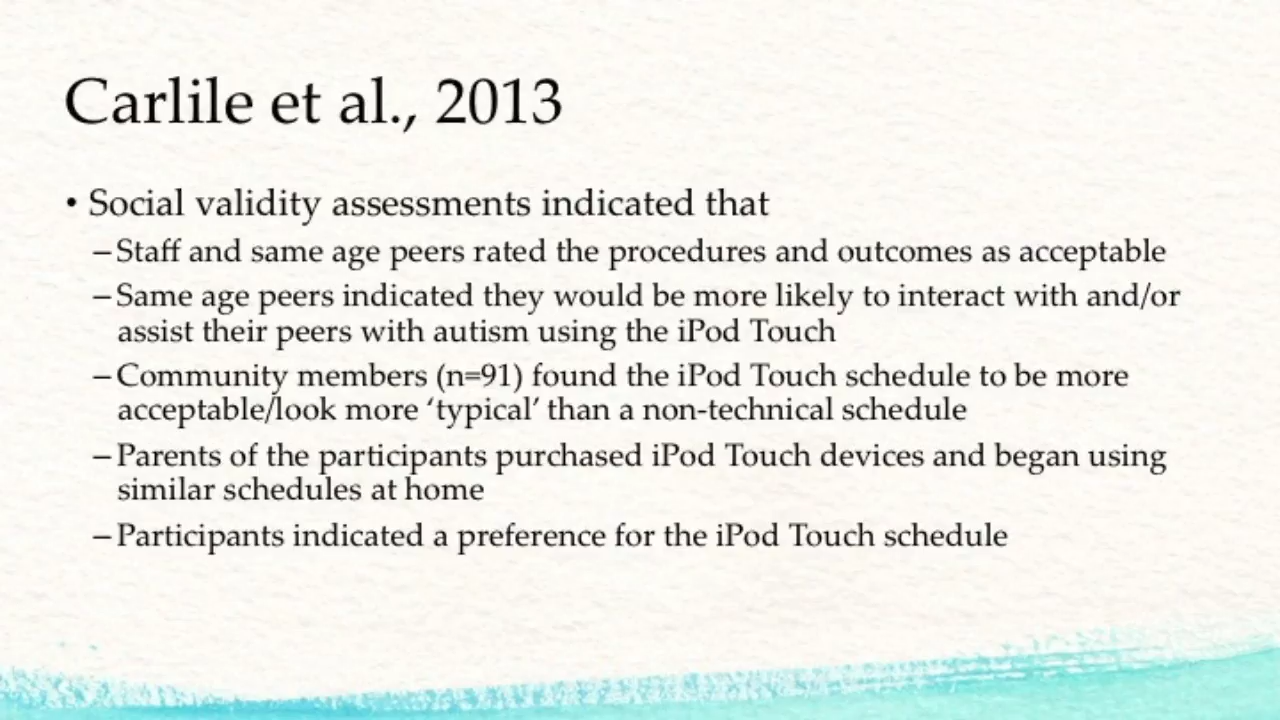 Carlile et al., 2013
• Social validity assessments indicated that
–Staff and same age peers rated the procedures and outcomes as acceptable
–Same age peers indicated they would be more likely to interact with and/or
assist their peers with autism using the iPod Touch
–Community members (n=91) found the iPod Touch schedule to be more
acceptable/look more ‘typical’ than a non-technical schedule
–Parents of the participants purchased iPod Touch devices and began using
similar schedules at home
–Participants indicated a preference for the iPod Touch schedule